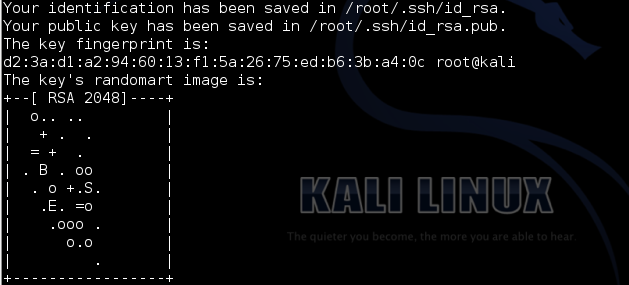 Your identification has been saved in /root/.ssh/id_rsa.
Your public key has been saved in /root/.ssh/id_rsa.pub.
The key fingerprint is:
d2:3a:d1:a2:94:60:13:f1:5a:26:75:ed:b6:3b:a4:0c root@kali
The key's randomart image is:
+--[ RSA 2048]----+
|  o.. ..         |
|   + .  .        |
|  = +  .         |
| . B . oo        |
|  . o +.S.       |
|   .E. =o        |
|    .ooo .       |
|      o.o        |
|         .       |
+-----------------+
KALI LINUX
The quieter you become, the more you are able to hear.